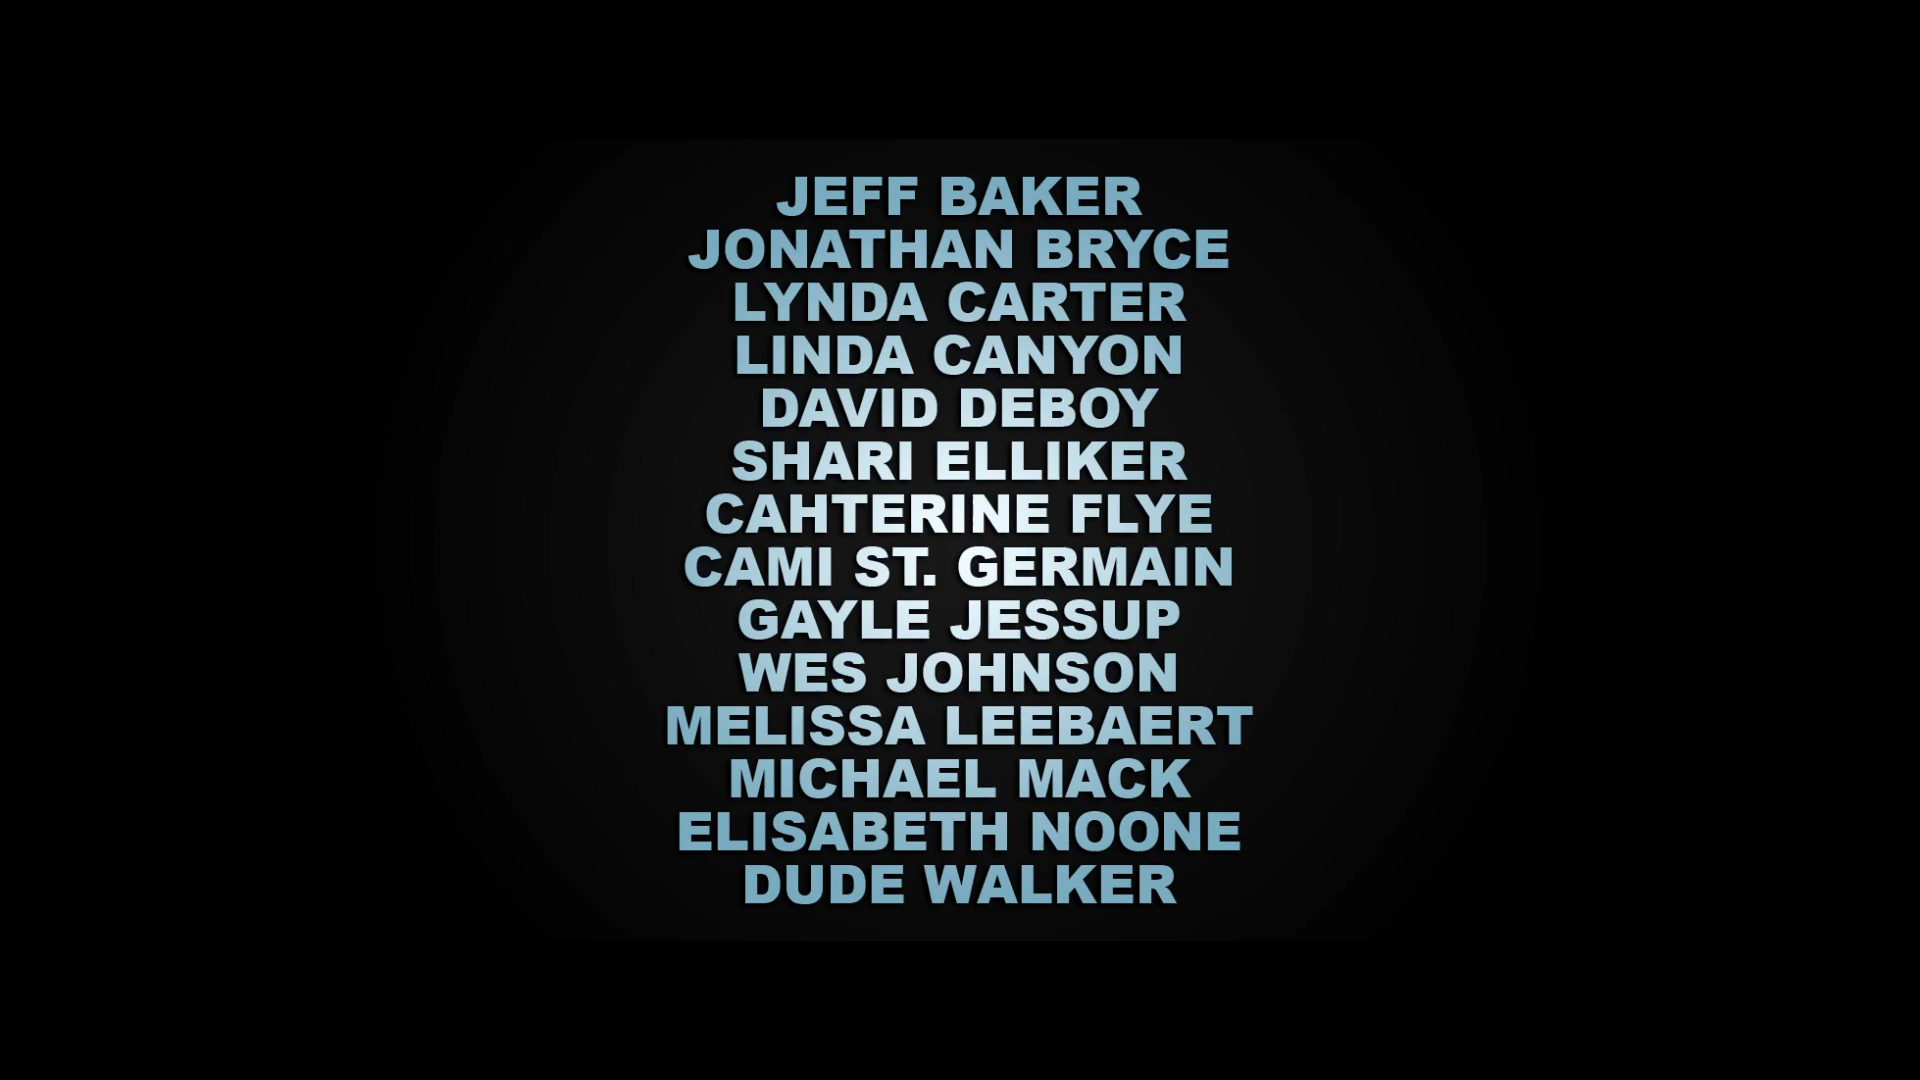 JEFF BAKER
JONATHAN BRYCE
LYNDA CARTER
LINDA CANYON
DAVID DEBOY
SHARI ELLIKER
CAHTERINE FLYE
CAMI ST. GERMAIN
GAYLE JESSUP
WES JOHNSON
MELISSA LEEBAERT
MICHAEL MACK
ELISABETH NOONE
DUDE WALKER